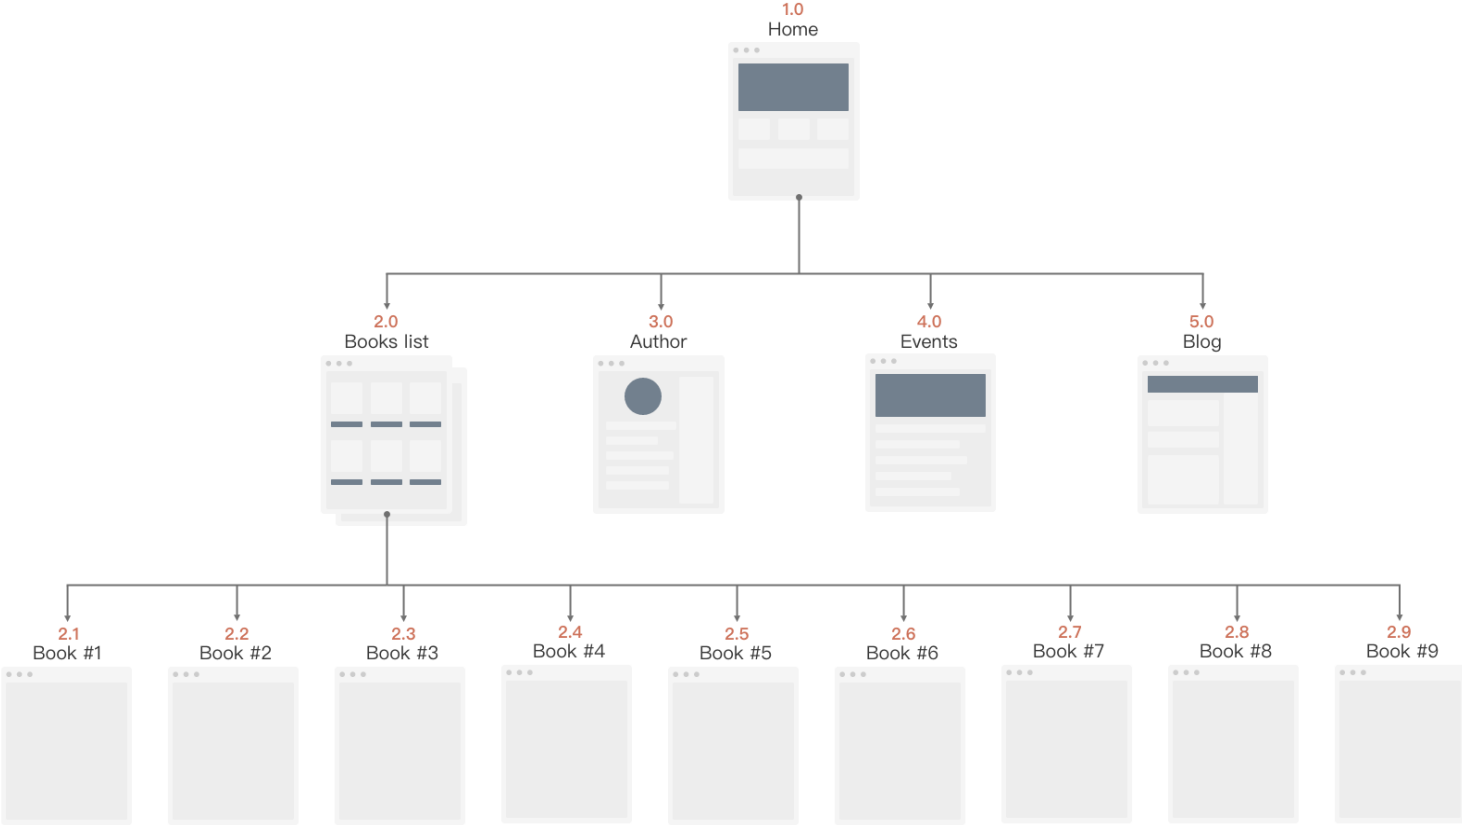 1.0
Home
2.0
Books list
3.0
Author
4.0
Events
5.0
Blog
2.1
Book #1
2.2
Book #2
2.3
Book #3
2.4
Book #4
2.5
Book #5
2.6
Book #6
2.7
Book #7
2.8
Book #8
2.9
Book #9